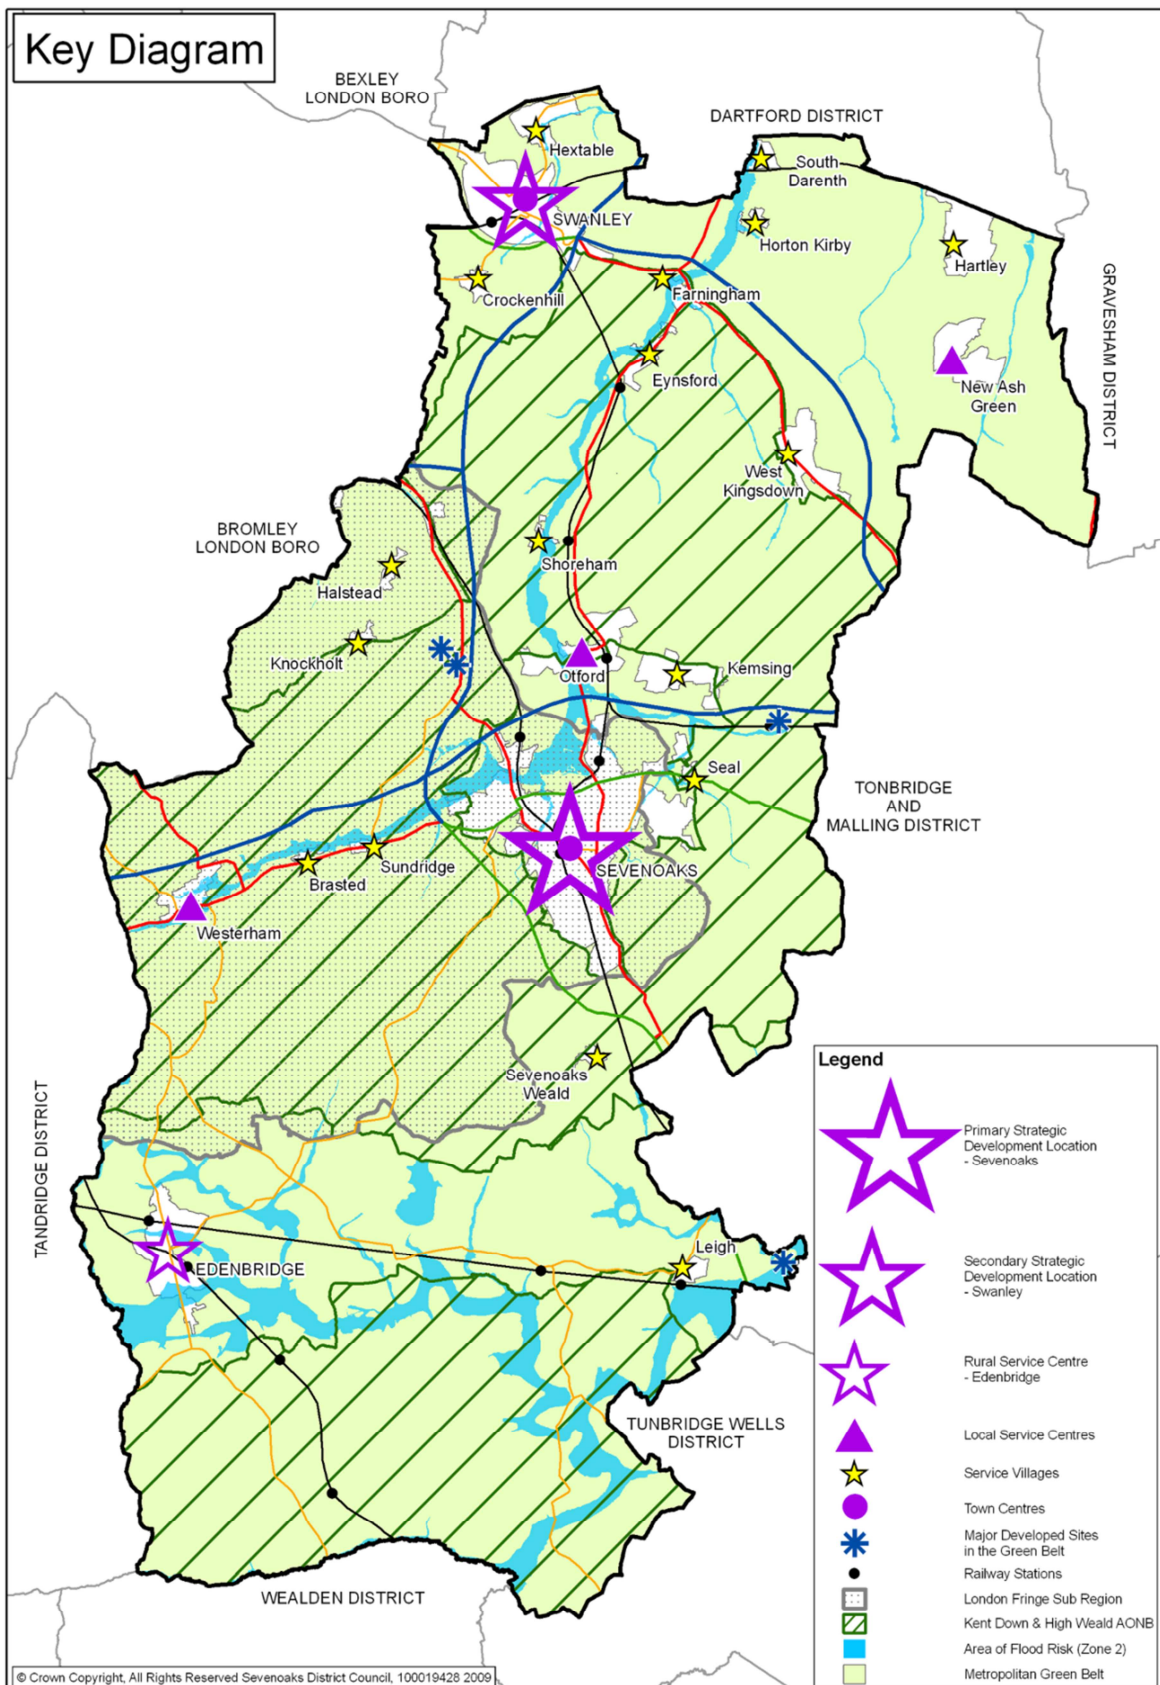 Key Diagram
BEXLEY
LONDON BORO
DARTFORD DISTRICT
Hextable
South
Darenth
SWANLEY
Horton Kirby
Hartley
Crockenhill
Farningham
GRAVESHAM DISTRICT
Eynsford
New Ash
Green
West
Kingsdown
BROMLEY
LONDON BORO
Shoreham
Halstead
Knockholt
Otford
Kemsing
Seal
TONBRIDGE
AND
MALLING DISTRICT
Sundridge
Brasted
SEVENOAKS
Westerham
Sevenoaks
Weald
TANDRIDGE DISTRICT
Leigh
EDENBRIDGE
TUNBRIDGE WELLS
DISTRICT
WEALDEN DISTRICT
Legend
Primary Strategic
Development Location
- Sevenoaks
Secondary Strategic
Development Location
- Swanley
Rural Service Centre
- Edenbridge
Local Service Centres
Service Villages
Town Centres
Major Developed Sites
in the Green Belt
Railway Stations
London Fringe Sub Region
Kent Down & High Weald AONB
Area of Flood Risk (Zone 2)
Metropolitan Green Belt
© Crown Copyright, All Rights Reserved Sevenoaks District Council, 100019428 2009